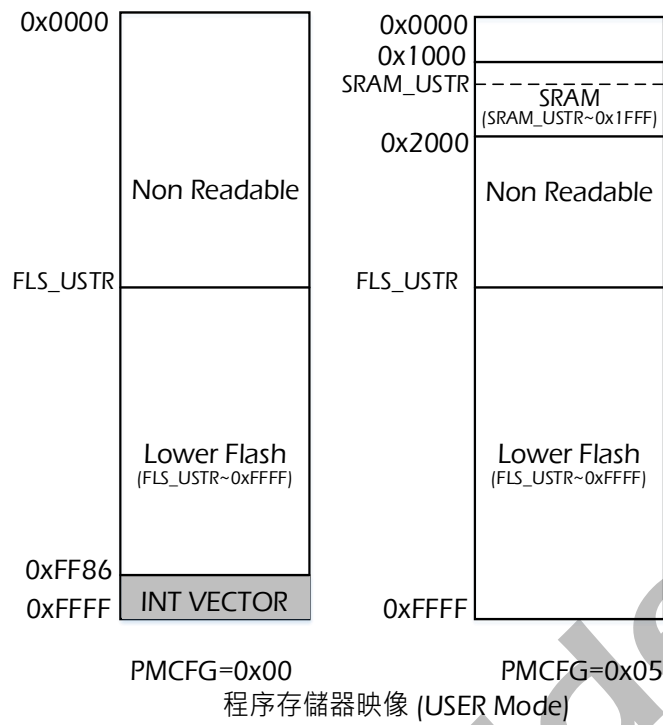 0x0000
Non Readable
FLS_USTR
Lower Flash
(FLS_USTR~0xFFFF)
0xFF86
INT VECTOR
0xFFFF
PMCFG=0x00
0x0000
0x1000
SRAM_USTR
SRAM
(SRAM_USTR~0x1FFF)
0x2000
Non Readable
FLS_USTR
Lower Flash
(FLS_USTR~0xFFFF)
0xFFFF
PMCFG=0x05
程序存儲器映像 (USER Mode)